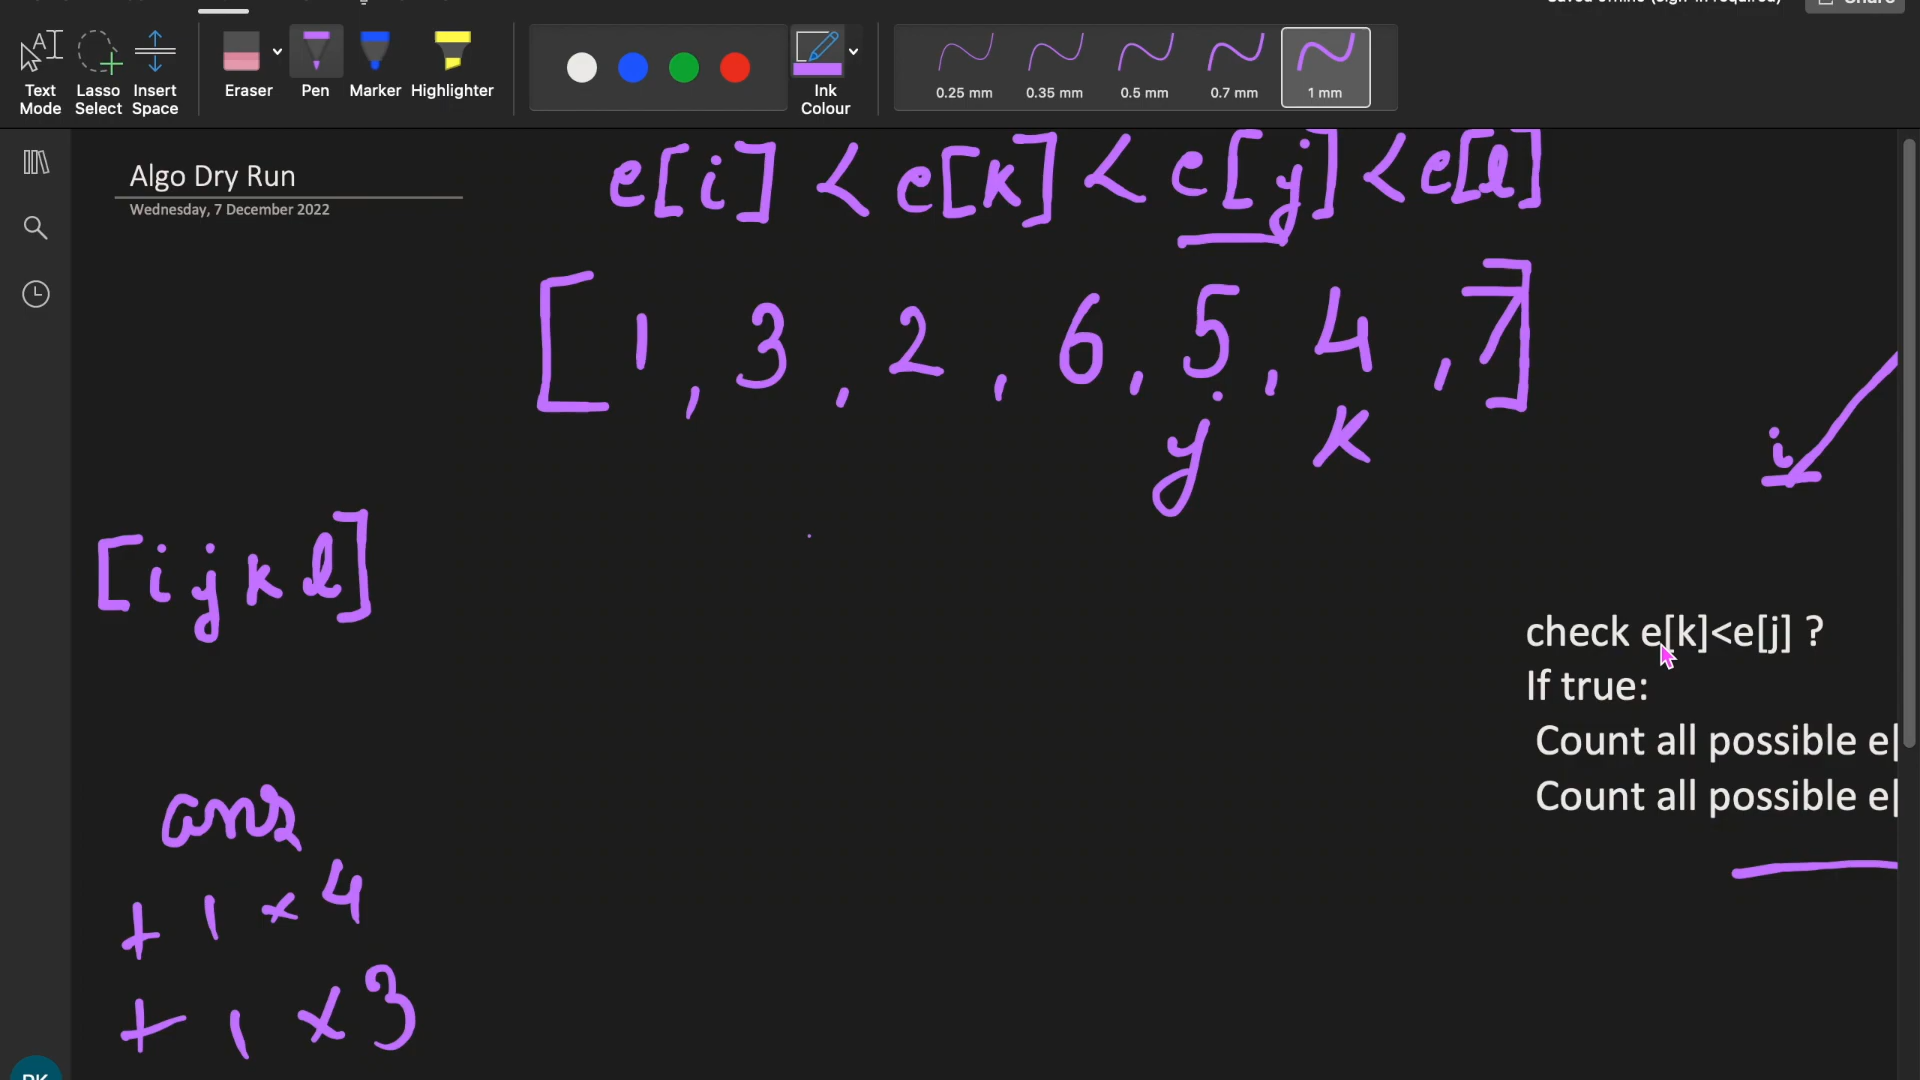 Text Mode
Lasso Select
Insert Space
Eraser
Pen
Marker
Highlighter
Ink Colour
0.25 mm
0.35 mm
0.5 mm
0.7 mm
1 mm
Algo Dry Run
Wednesday, 7 December 2022
e[i] < e[k] < e[j] < e[l]
[1, 3, 2, 6, 5, 4, 7]
j k
i
[i j k l]
check e[k]<e[j] ?
If true:
Count all possible e[
Count all possible e[
ans
+ 1 × 4
+ 1 × 3